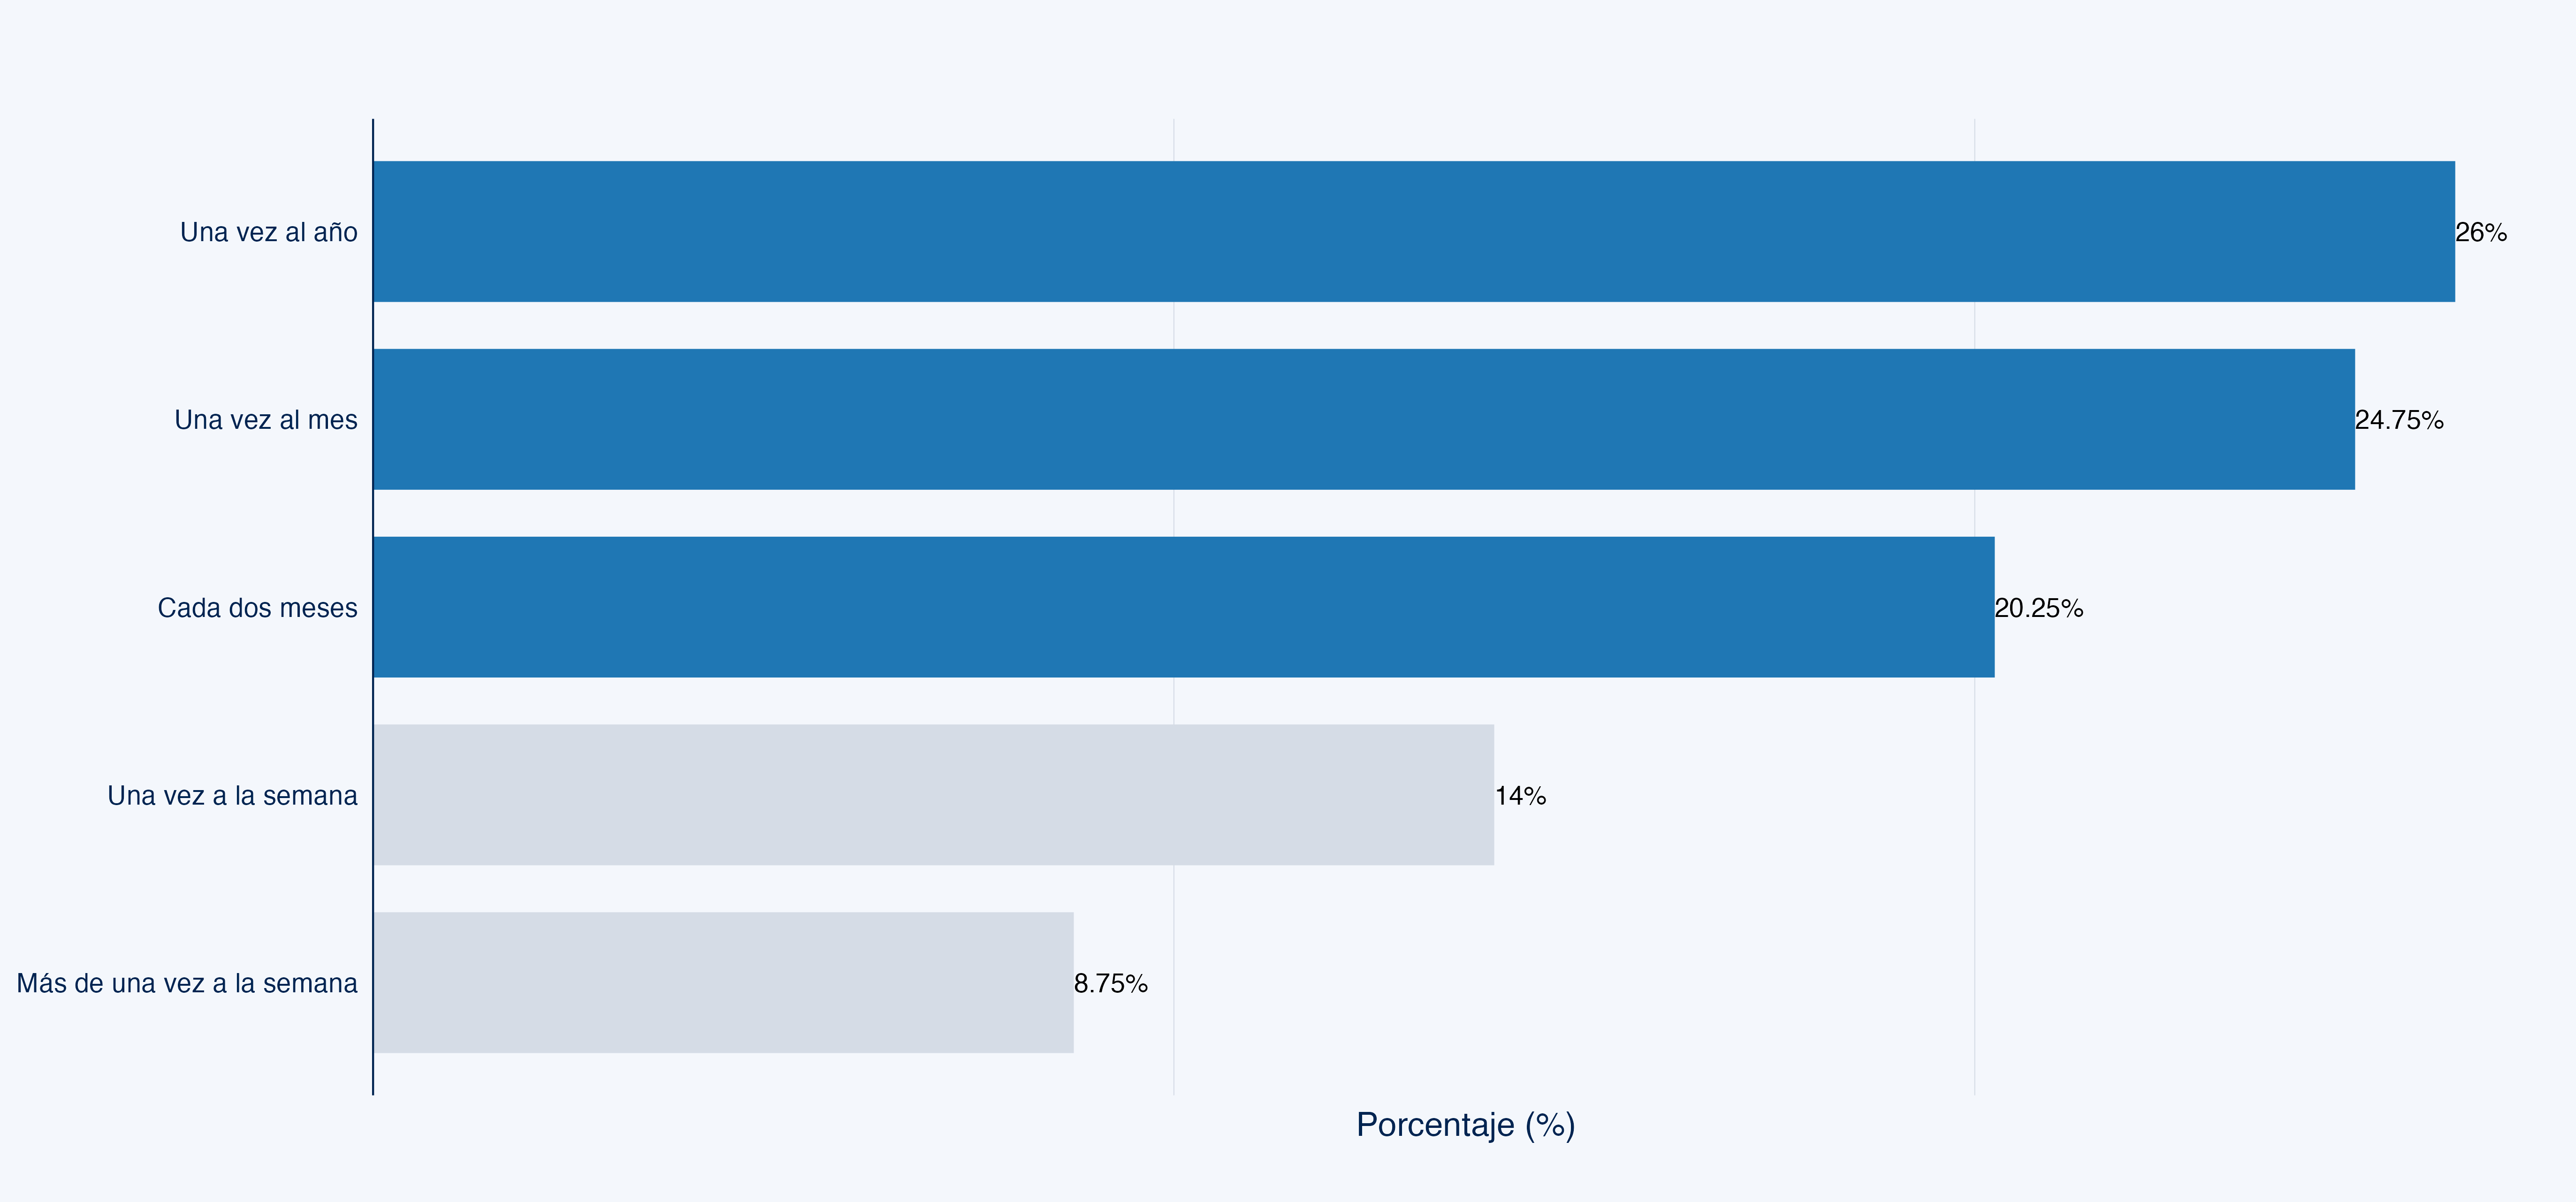 Una vez al año
26%
Una vez al mes
24.75%
Cada dos meses
20.25%
Una vez a la semana
14%
Más de una vez a la semana
8.75%
Porcentaje (%)